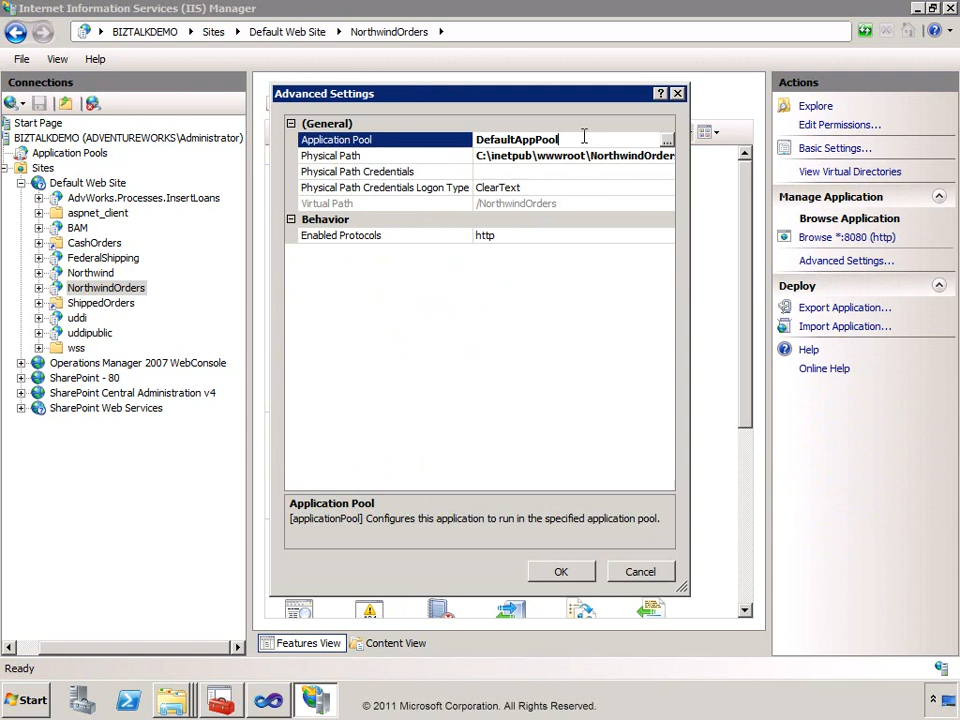 Internet Information Services (IIS) Manager
BIZTALKDEMO
Sites
Default Web Site
NorthwindOrders
File
View
Help
Connections
Start Page
BIZTALKDEMO (ADVENTUREWORKS\Administrator)
Application Pools
Sites
Default Web Site
AdvWorks.Processes.InsertLoans
aspnet_client
BAM
CashOrders
FederalShipping
Northwind
NorthwindOrders
ShippedOrders
uddi
uddipublic
wss
Operations Manager 2007 WebConsole
SharePoint - 80
SharePoint Central Administration v4
SharePoint Web Services
Advanced Settings
(General)
Application Pool DefaultAppPool
...
Physical Path C:\inetpub\wwwroot\NorthwindOrder
Physical Path Credentials
Physical Path Credentials Logon Type ClearText
Virtual Path /NorthwindOrders
Behavior
Enabled Protocols http
Application Pool
[applicationPool] Configures this application to run in the specified application pool.
OK
Cancel
Features View
Content View
Actions
Explore
Edit Permissions...
Basic Settings...
View Virtual Directories
Manage Application
Browse Application
Browse *:8080 (http)
Advanced Settings...
Deploy
Export Application...
Import Application...
Help
Online Help
Ready
Start
© 2011 Microsoft Corporation. All Rights Reserved.